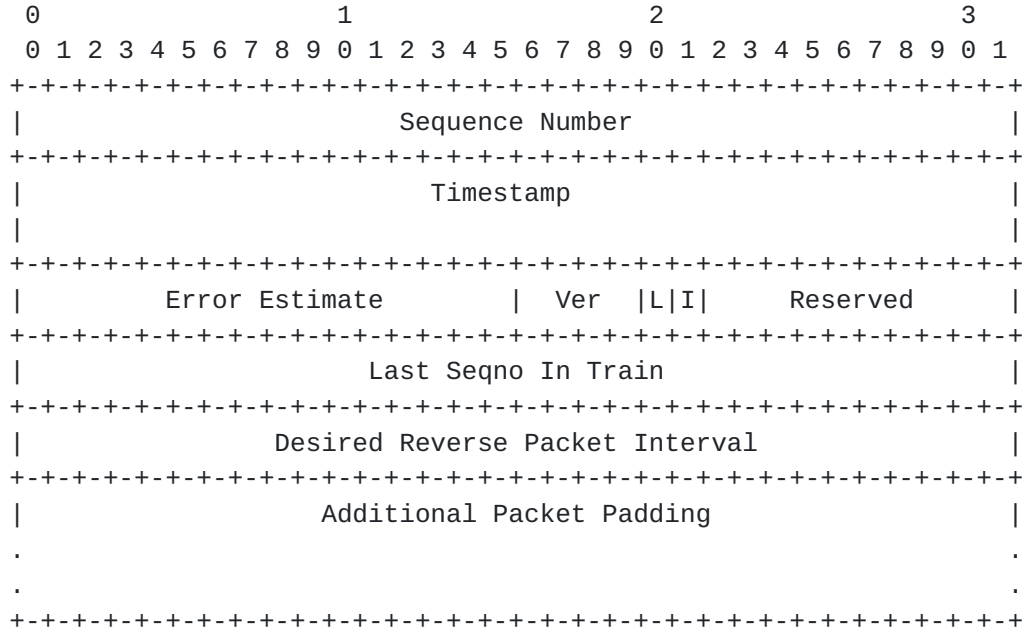 0                   1                   2                   3
 0 1 2 3 4 5 6 7 8 9 0 1 2 3 4 5 6 7 8 9 0 1 2 3 4 5 6 7 8 9 0 1
+-+-+-+-+-+-+-+-+-+-+-+-+-+-+-+-+-+-+-+-+-+-+-+-+-+-+-+-+-+-+-+-+
|                        Sequence Number                        |
+-+-+-+-+-+-+-+-+-+-+-+-+-+-+-+-+-+-+-+-+-+-+-+-+-+-+-+-+-+-+-+-+
|                          Timestamp                            |
|                                                               |
+-+-+-+-+-+-+-+-+-+-+-+-+-+-+-+-+-+-+-+-+-+-+-+-+-+-+-+-+-+-+-+-+
|         Error Estimate        |  Ver  |L|I|     Reserved      |
+-+-+-+-+-+-+-+-+-+-+-+-+-+-+-+-+-+-+-+-+-+-+-+-+-+-+-+-+-+-+-+-+
|                      Last Seqno In Train                      |
+-+-+-+-+-+-+-+-+-+-+-+-+-+-+-+-+-+-+-+-+-+-+-+-+-+-+-+-+-+-+-+-+
|                Desired Reverse Packet Interval                |
+-+-+-+-+-+-+-+-+-+-+-+-+-+-+-+-+-+-+-+-+-+-+-+-+-+-+-+-+-+-+-+-+
|                   Additional Packet Padding                   |
.                                                               .
.                                                               .
+-+-+-+-+-+-+-+-+-+-+-+-+-+-+-+-+-+-+-+-+-+-+-+-+-+-+-+-+-+-+-+-+